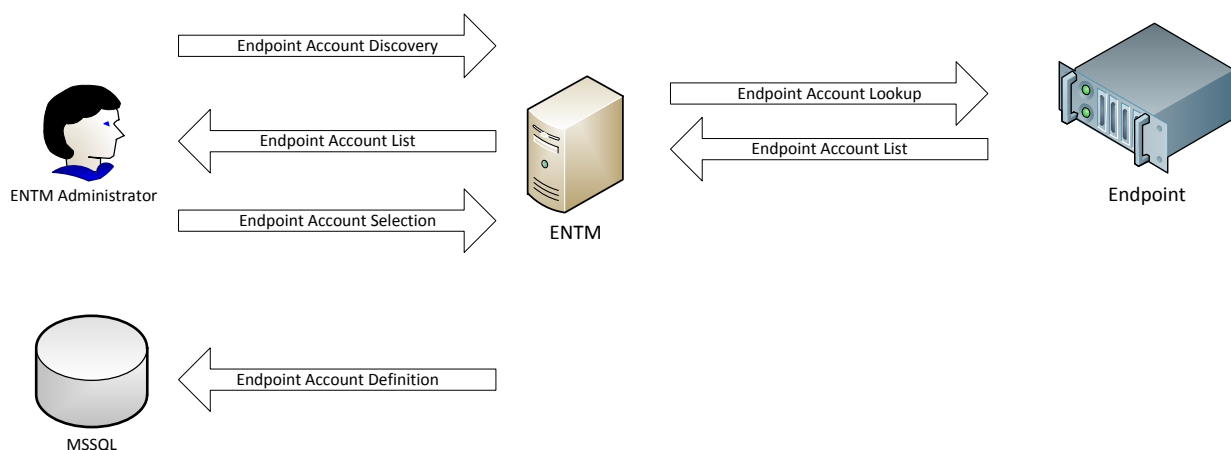 Endpoint Account Discovery
Endpoint Account Lookup
Endpoint Account List
Endpoint Account List
ENTM Administrator
Endpoint Account Selection
ENTM
Endpoint
Endpoint Account Definition
MSSQL